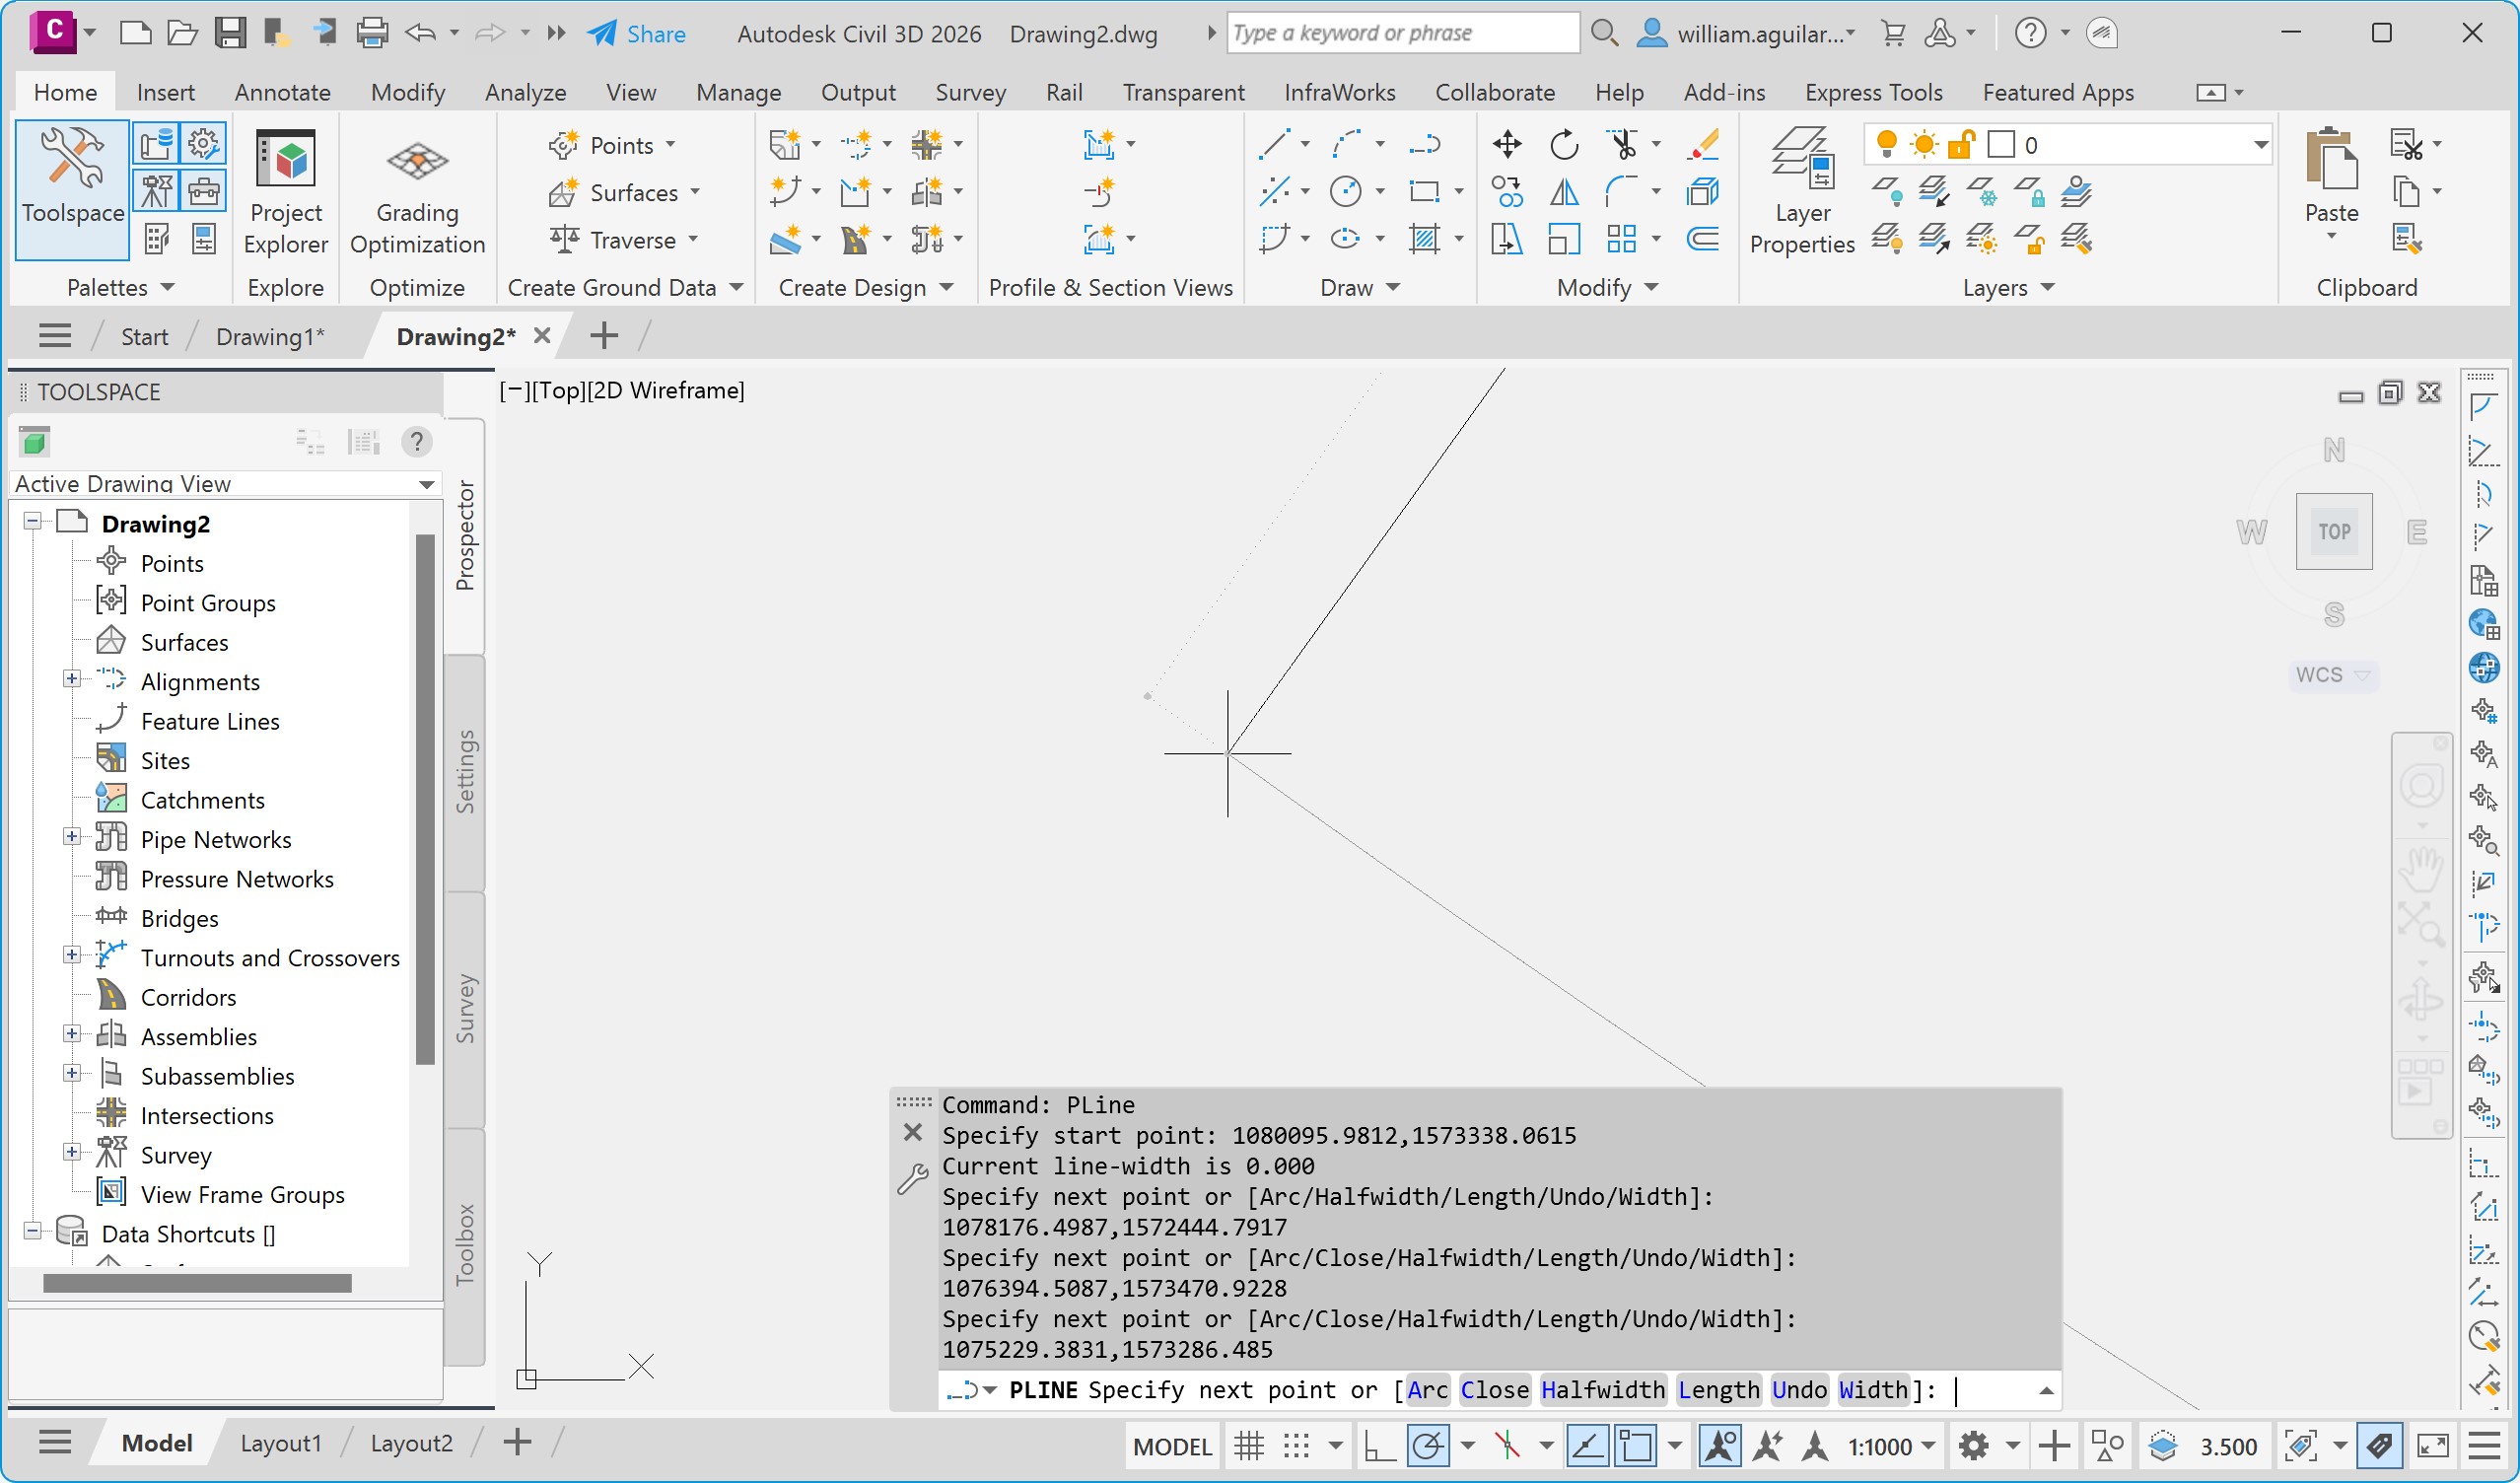 C
Share
Autodesk Civil 3D 2026
Drawing2.dwg
Type a keyword or phrase
william.aguilar...
Home
Insert
Annotate
Modify
Analyze
View
Manage
Output
Survey
Rail
Transparent
InfraWorks
Collaborate
Help
Add-ins
Express Tools
Featured Apps
Toolspace
Palettes
Project Explorer
Explore
Grading Optimization
Optimize
Points
Surfaces
Traverse
Create Ground Data
Create Design
Profile & Section Views
Draw
Modify
Layer Properties
0
Layers
Paste
Clipboard
Start
Drawing1*
Drawing2*
TOOLSPACE
Active Drawing View
Drawing2
Points
Point Groups
Surfaces
Alignments
Feature Lines
Sites
Catchments
Pipe Networks
Pressure Networks
Bridges
Turnouts and Crossovers
Corridors
Assemblies
Subassemblies
Intersections
Survey
View Frame Groups
Data Shortcuts []
Prospector
Settings
Survey
Toolbox
[−][Top][2D Wireframe]
N
W
TOP
E
S
WCS
Y
X
Command: PLine
Specify start point: 1080095.9812,1573338.0615
Current line-width is 0.000
Specify next point or [Arc/Halfwidth/Length/Undo/Width]:
1078176.4987,1572444.7917
Specify next point or [Arc/Close/Halfwidth/Length/Undo/Width]:
1076394.5087,1573470.9228
Specify next point or [Arc/Close/Halfwidth/Length/Undo/Width]:
1075229.3831,1573286.485
PLINE Specify next point or [Arc Close Halfwidth Length Undo Width]:
Model
Layout1
Layout2
MODEL
1:1000
3.500